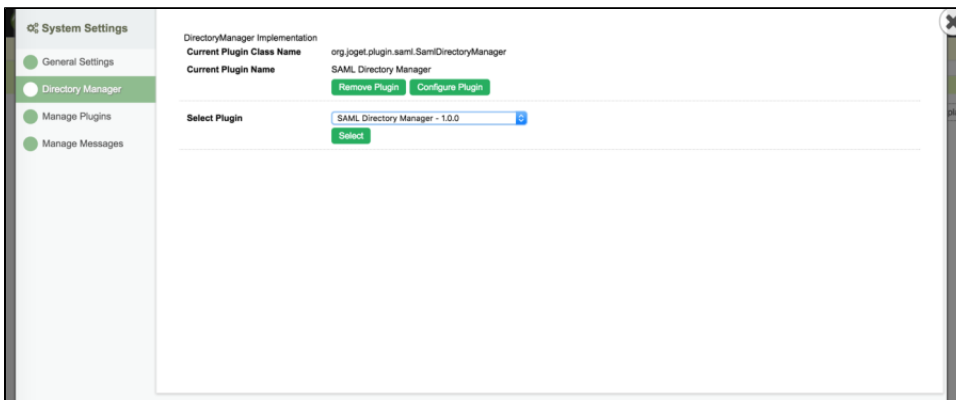 System Settings
General Settings
Directory Manager
Manage Plugins
Manage Messages
DirectoryManager Implementation
Current Plugin Class Name org.joget.plugin.saml.SamlDirectoryManager
Current Plugin Name SAML Directory Manager
Remove Plugin Configure Plugin
Select Plugin SAML Directory Manager - 1.0.0
Select